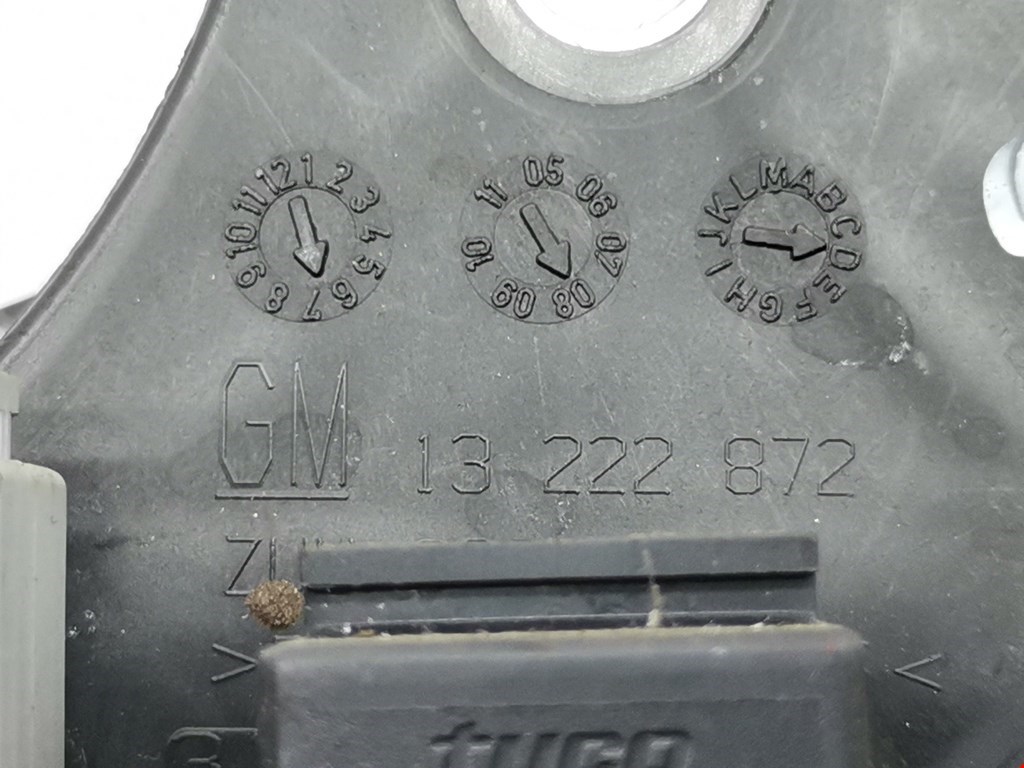 1 2 3 4 5 6 7 8 9 10 11 12
05 06 07 08 09 10 11
A B C D E F G H I J K L M
GM 13 222 872
> <
tyco